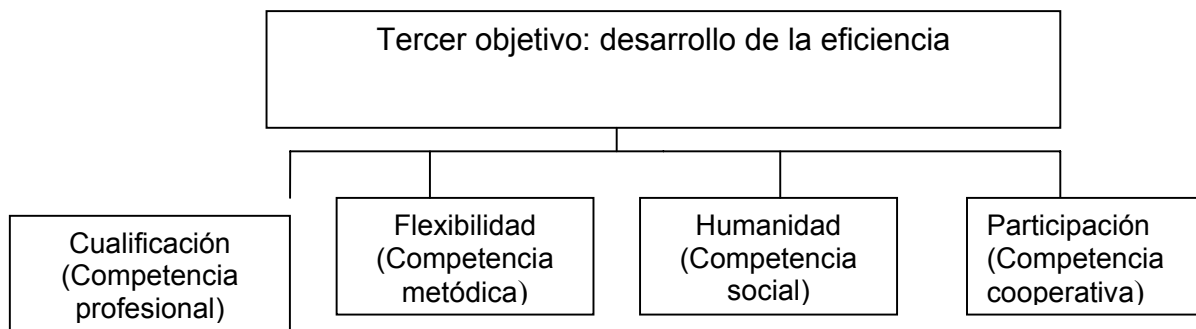 Tercer objetivo: desarrollo de la eficiencia
Cualificación
(Competencia
profesional)
Flexibilidad
(Competencia
metódica)
Humanidad
(Competencia
social)
Participación
(Competencia
cooperativa)